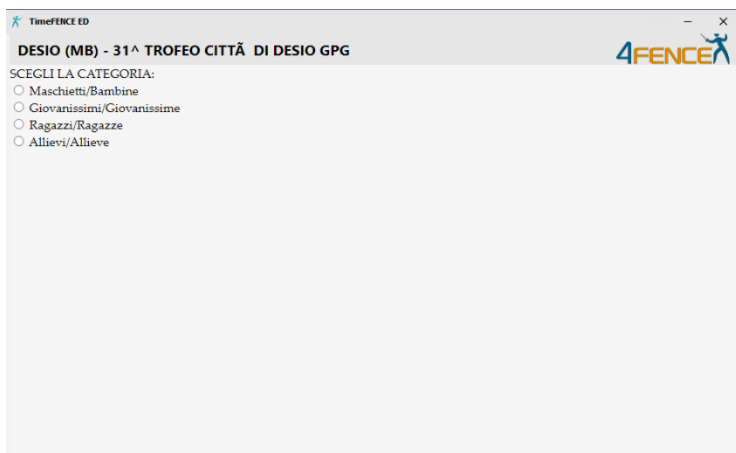 TimeFENCE ED
DESIO (MB) - 31^ TROFEO CITTÃ DI DESIO GPG
4FENCE
SCEGLI LA CATEGORIA:
Maschietti/Bambine
Giovanissimi/Giovanissime
Ragazzi/Ragazze
Allievi/Allieve